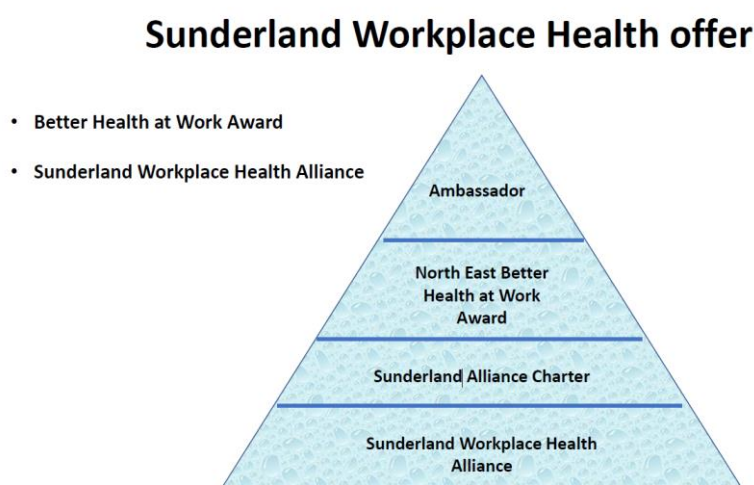 Sunderland Workplace Health offer
• Better Health at Work Award
• Sunderland Workplace Health Alliance
Ambassador
North East Better
Health at Work
Award
Sunderland Alliance Charter
Sunderland Workplace Health
Alliance